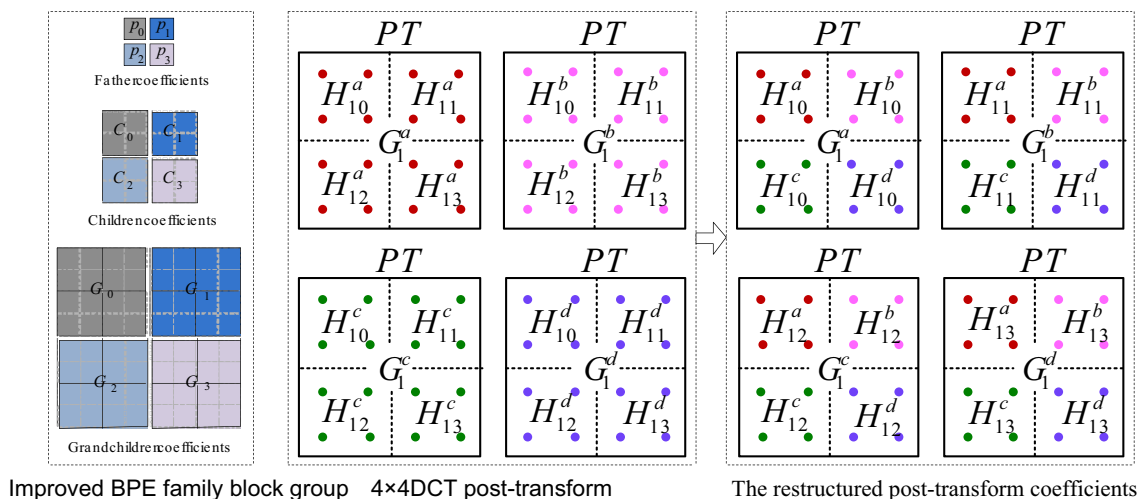 p0 p1
p2 p3
Fathercoefficients
C0 C1
C2 C3
Childrencoefficients
G0 G1
G2 G3
Grandchildrencoefficients
Improved BPE family block group
PT PT
H^a_10 H^a_11 H^b_10 H^b_11
G^a_1 G^b_1
H^a_12 H^a_13 H^b_12 H^b_13
PT PT
H^c_10 H^c_11 H^d_10 H^d_11
G^c_1 G^d_1
H^c_12 H^c_13 H^d_12 H^d_13
4×4DCT post-transform
PT PT
H^a_10 H^b_10 H^a_11 H^b_11
G^a_1 G^b_1
H^c_10 H^d_10 H^c_11 H^d_11
PT PT
H^a_12 H^b_12 H^a_13 H^b_13
G^c_1 G^d_1
H^c_12 H^d_12 H^c_13 H^d_13
The restructured post-transform coefficients